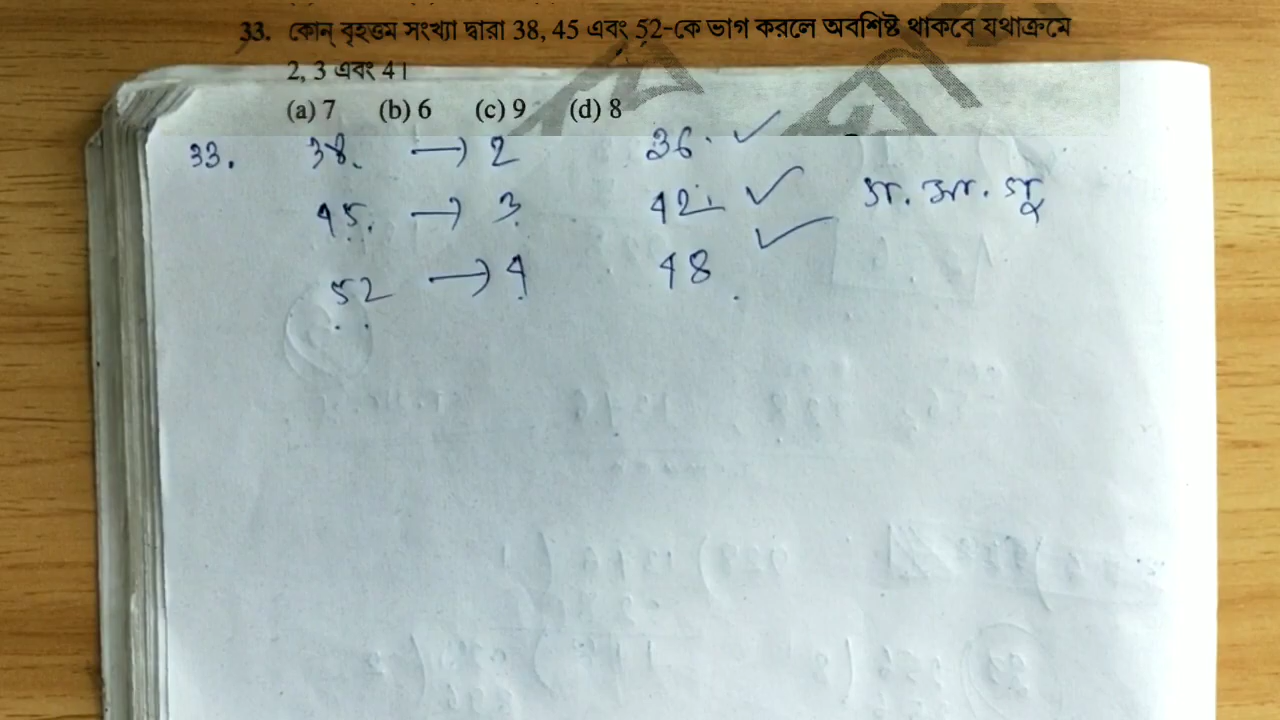 33. কোন্ বৃহত্তম সংখ্যা দ্বারা 38, 45 এবং 52-কে ভাগ করলে অবশিষ্ট থাকবে যথাক্রমে
2, 3 এবং 4।
(a) 7 (b) 6 (c) 9 (d) 8
33. 38. → 2 36. ✓
45. → 3 42 ✓ গ. সা. গু
52 → 4 48 ✓